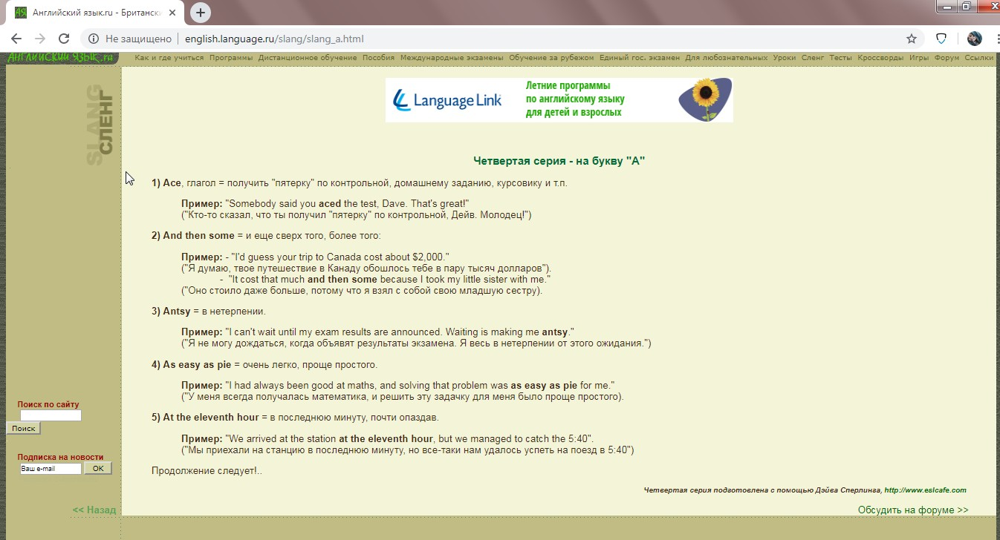 Английский язык.ru - Британски
Не защищено
english.language.ru/slang/slang_a.html
АНГЛИЙСКИЙ ЯЗЫК.ru
Как и где учиться Программы Дистанционное обучение Пособия Международные экзамены Обучение за рубежом Единый гос. экзамен Для любознательных Уроки Сленг Тесты Кроссворды Игры Форум Ссылки
SLANG
СЛЕНГ
Language Link
Летние программы
по английскому языку
для детей и взрослых
Четвертая серия - на букву "А"
1) Ace, глагол = получить "пятерку" по контрольной, домашнему заданию, курсовику и т.п.
Пример: "Somebody said you aced the test, Dave. That's great!"
("Кто-то сказал, что ты получил "пятерку" по контрольной, Дейв. Молодец!")
2) And then some = и еще сверх того, более того:
Пример: - "I'd guess your trip to Canada cost about $2,000."
("Я думаю, твое путешествие в Канаду обошлось тебе в пару тысяч долларов").
- "It cost that much and then some because I took my little sister with me."
("Оно стоило даже больше, потому что я взял с собой свою младшую сестру).
3) Antsy = в нетерпении.
Пример: "I can't wait until my exam results are announced. Waiting is making me antsy."
("Я не могу дождаться, когда объявят результаты экзамена. Я весь в нетерпении от этого ожидания.")
4) As easy as pie = очень легко, проще простого.
Пример: "I had always been good at maths, and solving that problem was as easy as pie for me."
("У меня всегда получалась математика, и решить эту задачку для меня было проще простого).
5) At the eleventh hour = в последнюю минуту, почти опаздав.
Пример: "We arrived at the station at the eleventh hour, but we managed to catch the 5:40".
("Мы приехали на станцию в последнюю минуту, но все-таки нам удалось успеть на поезд в 5:40")
Продолжение следует!..
Четвертая серия подготовлена с помощью Дэйва Сперлинга, http://www.eslcafe.com
Обсудить на форуме >>
Поиск по сайту
Поиск
Подписка на новости
Ваш e-mail OK
<< Назад